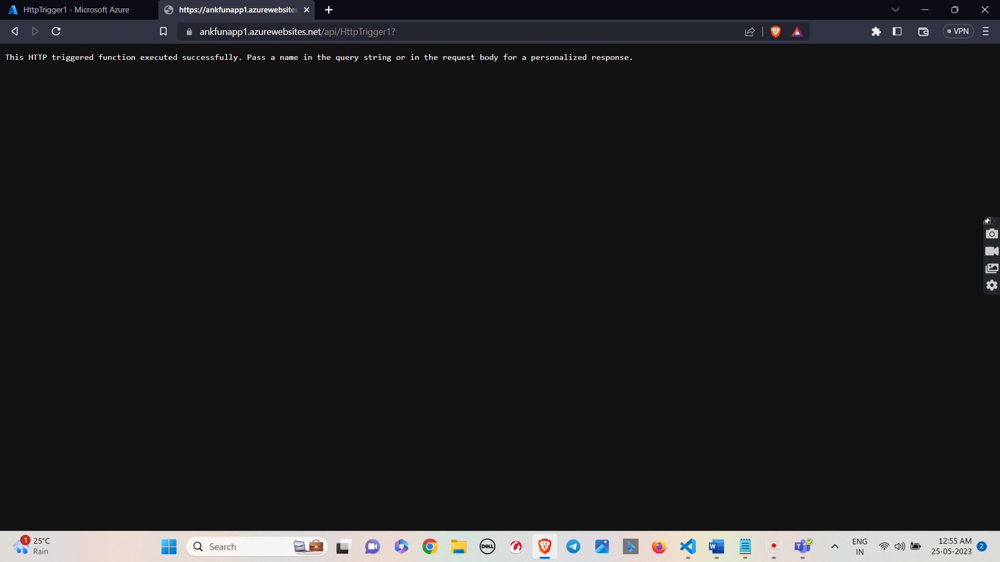 HttpTrigger1 - Microsoft Azure
https://ankfunapp1.azurewebsites
ankfunapp1.azurewebsites.net/api/HttpTrigger1?
VPN
This HTTP triggered function executed successfully. Pass a name in the query string or in the request body for a personalized response.
1
25°C
Rain
Search
DELL
ENG
IN
12:55 AM
25-05-2023
2